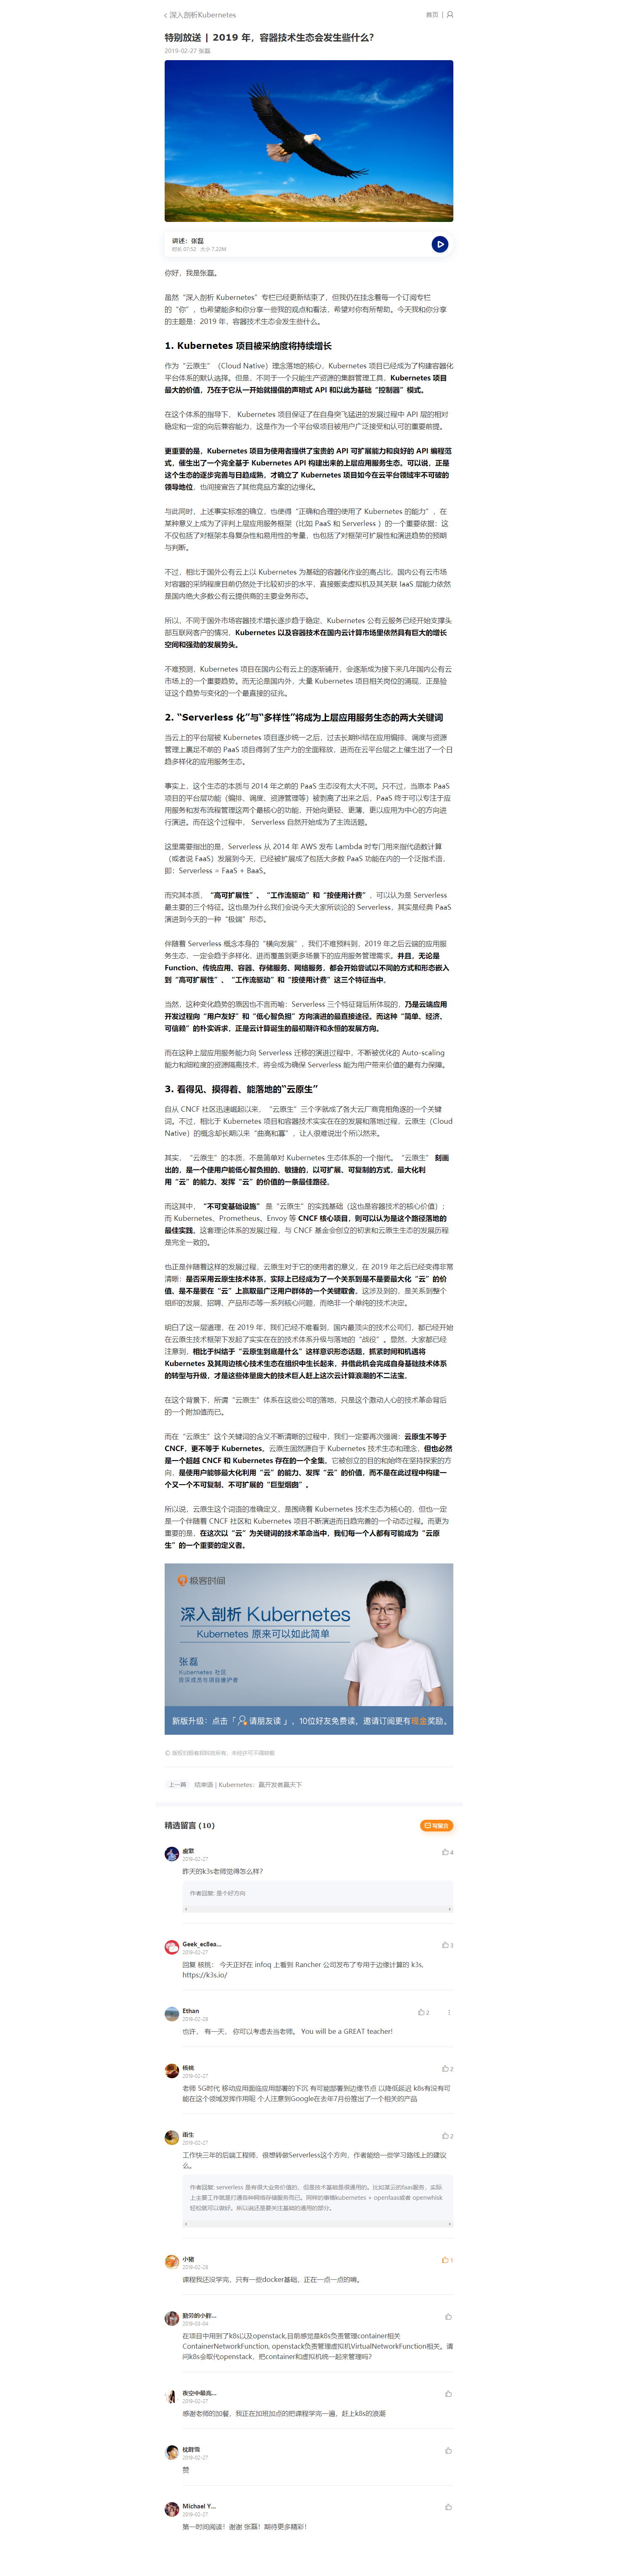 深入剖析Kubernetes
首页 |
特别放送 | 2019 年，容器技术生态会发生些什么？
2019-02-27 张磊
讲述：张磊
时长 07:52 大小 7.22M
你好，我是张磊。
虽然“深入剖析 Kubernetes”专栏已经更新结束了，但我仍在挂念着每一个订阅专栏
的“你”，也希望能多和你分享一些我的观点和看法，希望对你有所帮助。今天我和你分享
的主题是：2019 年，容器技术生态会发生些什么。
1. Kubernetes 项目被采纳度将持续增长
作为“云原生”（Cloud Native）理念落地的核心，Kubernetes 项目已经成为了构建容器化
平台体系的默认选择。但是，不同于一个只能生产资源的集群管理工具，Kubernetes 项目
最大的价值，乃在于它从一开始就提倡的声明式 API 和以此为基础“控制器”模式。
在这个体系的指导下， Kubernetes 项目保证了在自身突飞猛进的发展过程中 API 层的相对
稳定和一定的向后兼容能力，这是作为一个平台级项目被用户广泛接受和认可的重要前提。
更重要的是，Kubernetes 项目为使用者提供了宝贵的 API 可扩展能力和良好的 API 编程范
式，催生出了一个完全基于 Kubernetes API 构建出来的上层应用服务生态。可以说，正是
这个生态的逐步完善与日趋成熟，才确立了 Kubernetes 项目如今在云平台领域牢不可破的
领导地位，也间接宣告了其他竞品方案的边缘化。
与此同时，上述事实标准的确立，也使得“正确和合理的使用了 Kubernetes 的能力”，在
某种意义上成为了评判上层应用服务框架（比如 PaaS 和 Serverless ）的一个重要依据：这
不仅包括了对框架本身复杂性和易用性的考量，也包括了对框架可扩展性和演进趋势的预期
与判断。
不过，相比于国外公有云上以 Kubernetes 为基础的容器化作业的高占比，国内公有云市场
对容器的采纳程度目前仍然处于比较初步的水平，直接贩卖虚拟机及其关联 IaaS 层能力依然
是国内绝大多数公有云提供商的主要业务形态。
所以，不同于国外市场容器技术增长逐步趋于稳定，Kubernetes 公有云服务已经开始支撑头
部互联网客户的情况，Kubernetes 以及容器技术在国内云计算市场里依然具有巨大的增长
空间和强劲的发展势头。
不难预测，Kubernetes 项目在国内公有云上的逐渐铺开，会逐渐成为接下来几年国内公有云
市场上的一个重要趋势。而无论是国内外，大量 Kubernetes 项目相关岗位的涌现，正是验
证这个趋势与变化的一个最直接的征兆。
2. “Serverless 化”与“多样性”将成为上层应用服务生态的两大关键词
当云上的平台层被 Kubernetes 项目逐步统一之后，过去长期纠结在应用编排、调度与资源
管理上裹足不前的 PaaS 项目得到了生产力的全面释放，进而在云平台层之上催生出了一个日
趋多样化的应用服务生态。
事实上，这个生态的本质与 2014 年之前的 PaaS 生态没有太大不同。只不过，当原本 PaaS
项目的平台层功能（编排、调度、资源管理等）被剥离了出来之后，PaaS 终于可以专注于应
用服务和发布流程管理这两个最核心的功能，开始向更轻、更薄、更以应用为中心的方向进
行演进。而在这个过程中， Serverless 自然开始成为了主流话题。
这里需要指出的是，Serverless 从 2014 年 AWS 发布 Lambda 时专门用来指代函数计算
（或者说 FaaS）发展到今天，已经被扩展成了包括大多数 PaaS 功能在内的一个泛指术语，
即：Serverless = FaaS + BaaS。
而究其本质，“高可扩展性”、“工作流驱动”和“按使用计费”，可以认为是 Serverless
最主要的三个特征。这也是为什么我们会说今天大家所谈论的 Serverless，其实是经典 PaaS
演进到今天的一种“极端”形态。
伴随着 Serverless 概念本身的“横向发展”，我们不难预料到，2019 年之后云端的应用服
务生态，一定会趋于多样化，进而覆盖到更多场景下的应用服务管理需求。并且，无论是
Function、传统应用、容器、存储服务、网络服务，都会开始尝试以不同的方式和形态嵌入
到“高可扩展性”、“工作流驱动”和“按使用计费”这三个特征当中。
当然，这种变化趋势的原因也不言而喻：Serverless 三个特征背后所体现的，乃是云端应用
开发过程向“用户友好”和“低心智负担”方向演进的最直接途径。而这种“简单、经济、
可信赖”的朴实诉求，正是云计算诞生的最初期许和永恒的发展方向。
而在这种上层应用服务能力向 Serverless 迁移的演进过程中，不断被优化的 Auto-scaling
能力和细粒度的资源隔离技术，将会成为确保 Serverless 能为用户带来价值的最有力保障。
3. 看得见、摸得着、能落地的“云原生”
自从 CNCF 社区迅速崛起以来，“云原生”三个字就成了各大云厂商竞相角逐的一个关键
词。不过，相比于 Kubernetes 项目和容器技术实实在在的发展和落地过程，云原生（Cloud
Native）的概念却长期以来“曲高和寡”，让人很难说出个所以然来。
其实，“云原生”的本质，不是简单对 Kubernetes 生态体系的一个指代。“云原生” 刻画
出的，是一个使用户能低心智负担的、敏捷的，以可扩展、可复制的方式，最大化利
用“云”的能力、发挥“云”的价值的一条最佳路径。
而这其中，“不可变基础设施” 是“云原生”的实践基础（这也是容器技术的核心价值）；
而 Kubernetes、Prometheus、Envoy 等 CNCF 核心项目，则可以认为是这个路径落地的
最佳实践。这套理论体系的发展过程，与 CNCF 基金会创立的初衷和云原生生态的发展历程
是完全一致的。
也正是伴随着这样的发展过程，云原生对于它的使用者的意义，在 2019 年之后已经变得非常
清晰：是否采用云原生技术体系，实际上已经成为了一个关系到是不是要最大化“云”的价
值、是不是要在“云”上赢取最广泛用户群体的一个关键取舍。这涉及到的，是关系到整个
组织的发展、招聘、产品形态等一系列核心问题，而绝非一个单纯的技术决定。
明白了这一层道理，在 2019 年，我们已经不难看到，国内最顶尖的技术公司们，都已经开始
在云原生技术框架下发起了实实在在的技术体系升级与落地的“战役”。显然，大家都已经
注意到，相比于纠结于“云原生到底是什么”这样意识形态话题，抓紧时间和机遇将
Kubernetes 及其周边核心技术生态在组织中生长起来，并借此机会完成自身基础技术体系
的转型与升级，才是这些体量庞大的技术巨人赶上这次云计算浪潮的不二法宝。
在这个背景下，所谓“云原生”体系在这些公司的落地，只是这个激动人心的技术革命背后
的一个附加值而已。
而在“云原生”这个关键词的含义不断清晰的过程中，我们一定要再次强调：云原生不等于
CNCF，更不等于 Kubernetes。云原生固然源自于 Kubernetes 技术生态和理念，但也必然
是一个超越 CNCF 和 Kubernetes 存在的一个全集。它被创立的目的和始终在坚持探索的方
向，是使用户能够最大化利用“云”的能力、发挥“云”的价值，而不是在此过程中构建一
个又一个不可复制、不可扩展的“巨型烟囱”。
所以说，云原生这个词语的准确定义，是围绕着 Kubernetes 技术生态为核心的，但也一定
是一个伴随着 CNCF 社区和 Kubernetes 项目不断演进而日趋完善的一个动态过程。而更为
重要的是，在这次以“云”为关键词的技术革命当中，我们每一个人都有可能成为“云原
生”的一个重要的定义者。
极客时间
深入剖析 Kubernetes
Kubernetes 原来可以如此简单
张磊
Kubernetes 社区
资深成员与项目维护者
新版升级：点击「 请朋友读 」，10位好友免费读，邀请订阅更有现金奖励。
© 版权归极客邦科技所有，未经许可不得转载
上一篇 结束语 | Kubernetes：赢开发者赢天下
精选留言 (10)
写留言
虞歌
4
2019-02-27
昨天的k3s老师觉得怎么样？
作者回复: 是个好方向
Geek_ec8ea...
3
2019-02-27
回复 核桃： 今天正好在 infoq 上看到 Rancher 公司发布了专用于边缘计算的 k3s,
https://k3s.io/
Ethan
2
2019-02-28
也许， 有一天， 你可以考虑去当老师。 You will be a GREAT teacher!
核桃
2
2019-02-27
老师 5G时代 移动应用面临应用部署的下沉 有可能部署到边缘节点 以降低延迟 k8s有没有可
能在这个领域发挥作用呢 个人注意到Google在去年7月份推出了一个相关的产品
甫生
2
2019-02-27
工作快三年的后端工程师，很想转做Serverless这个方向，作者能给一些学习路线上的建议
么。
作者回复: serverless 是有很大业务价值的，但是技术基础是很通用的。比如某云的faas服务，实际
上主要工作就是打通各种网络存储服务而已。同样的事情kubernetes + openfaas或者 openwhisk
轻松就可以做好。所以说还是要关注基础的通用的部分。
小猪
1
2019-02-28
课程我还没学完，只有一些docker基础，正在一点一点的啃。
勤劳的小胖...
2019-03-04
在项目中用到了k8s以及openstack,目前感觉是k8s负责管理container相关
ContainerNetworkFunction, openstack负责管理虚拟机VirtualNetworkFunction相关。请
问k8s会取代openstack，把container和虚拟机统一起来管理吗？
夜空中最亮...
2019-02-27
感谢老师的加餐，我正在加班加点的把课程学完一遍，赶上k8s的浪潮
2019-02-27
赞
Michael Y...
2019-02-27
第一时间阅读！谢谢 张磊！期待更多精彩！